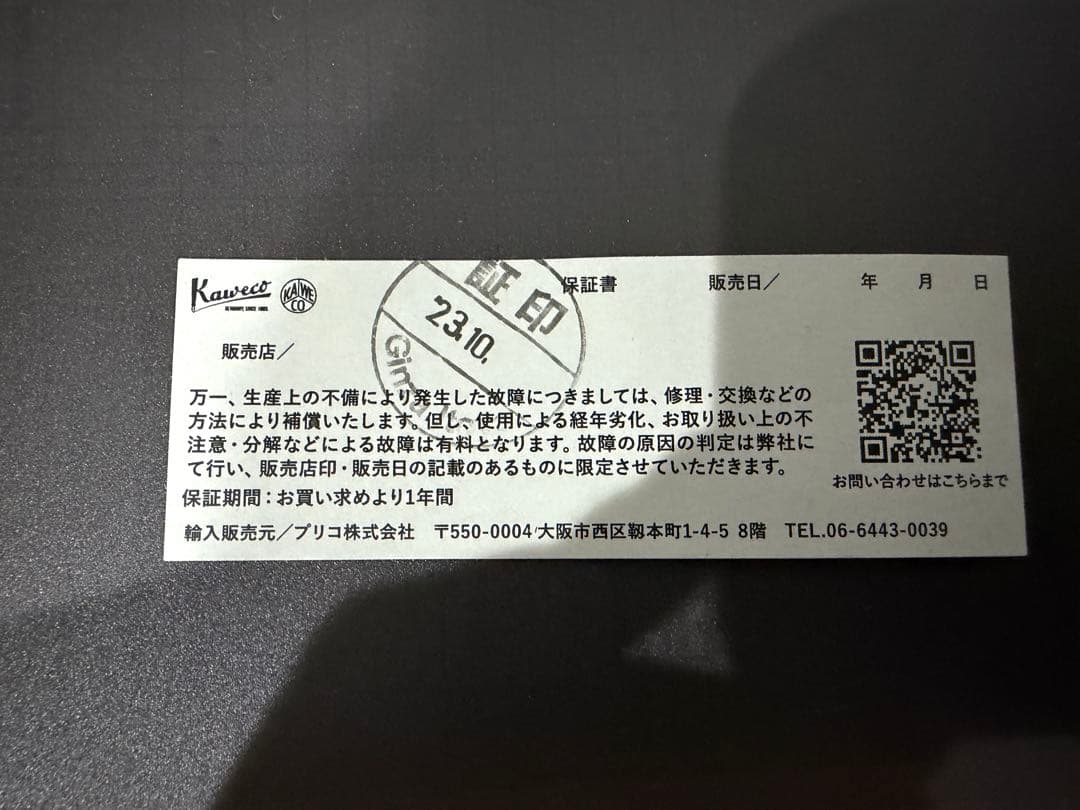 Kaweco
KA WE CO
保証書
販売日／ 年 月 日
証印
23.10.
販売店／
万一、生産上の不備により発生した故障につきましては、修理・交換などの
方法により補償いたします。但し、使用による経年劣化、お取り扱い上の不
注意・分解などによる故障は有料となります。故障の原因の判定は弊社に
て行い、販売店印・販売日の記載のあるものに限定させていただきます。
お問い合わせはこちらまで
保証期間：お買い求めより1年間
輸入販売元／プリコ株式会社 〒550-0004 大阪市西区靱本町1-4-5 8階 TEL.06-6443-0039